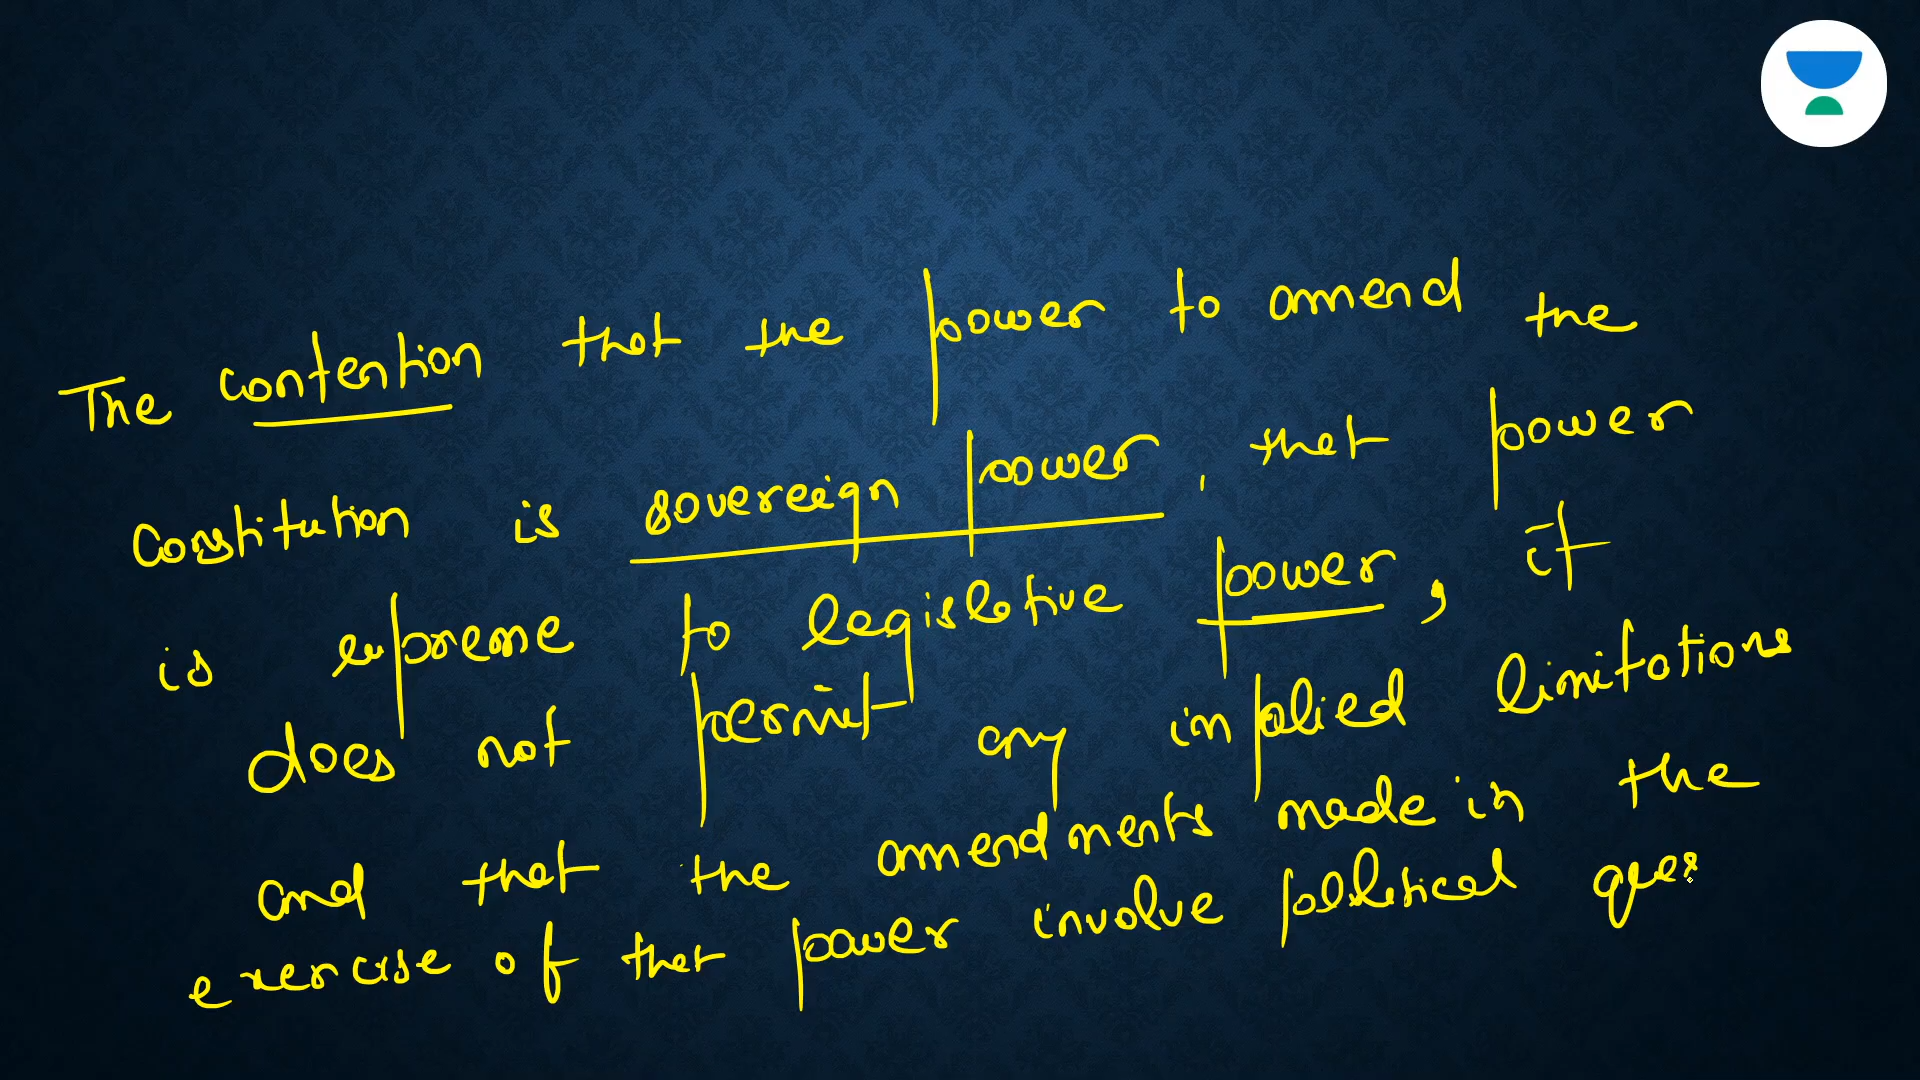 The contention that the power to amend the
Constitution is sovereign power, that power
is supreme to legislative power, it
does not permit any implied limitations
and that the amendments made in the
exercise of that power involve political ques